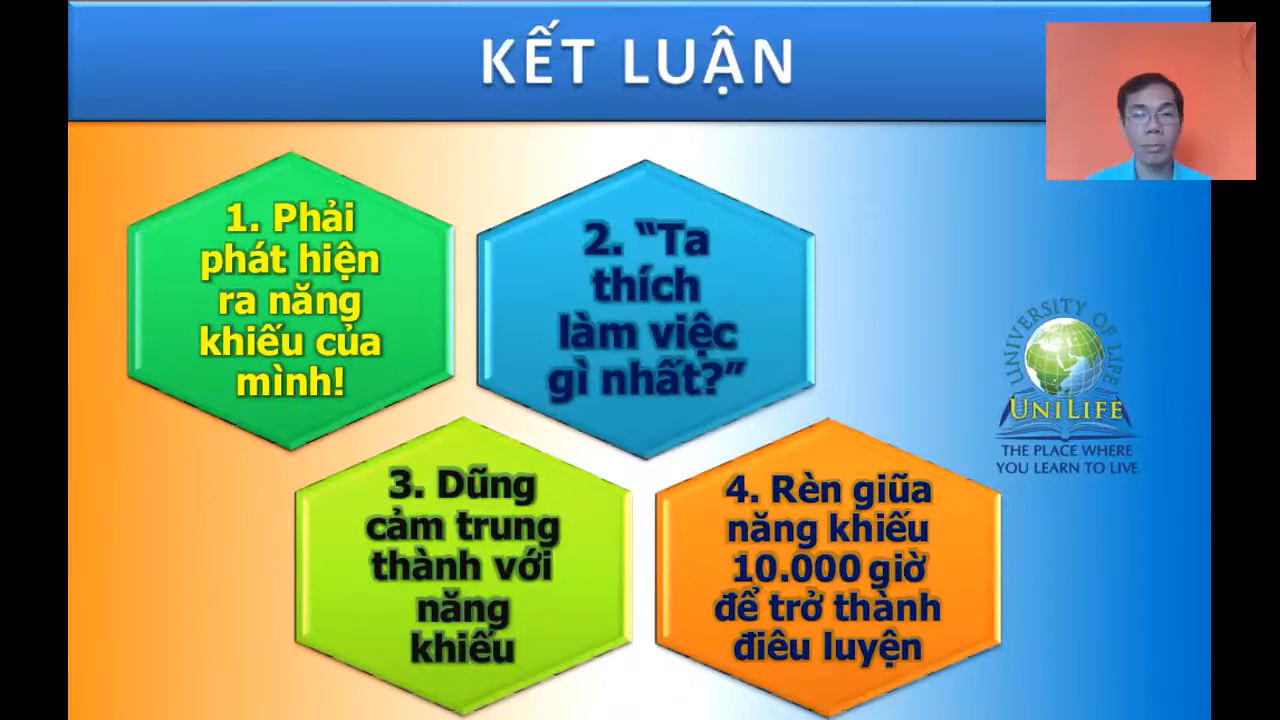 KẾT LUẬN
1. Phải
phát hiện
ra năng
khiếu của
mình!
2. “Ta
thích
làm việc
gì nhất?”
3. Dũng
cảm trung
thành với
năng
khiếu
4. Rèn giũa
năng khiếu
10.000 giờ
để trở thành
điêu luyện
UNIVERSITY OF LIFE
UNILIFE
THE PLACE WHERE
YOU LEARN TO LIVE